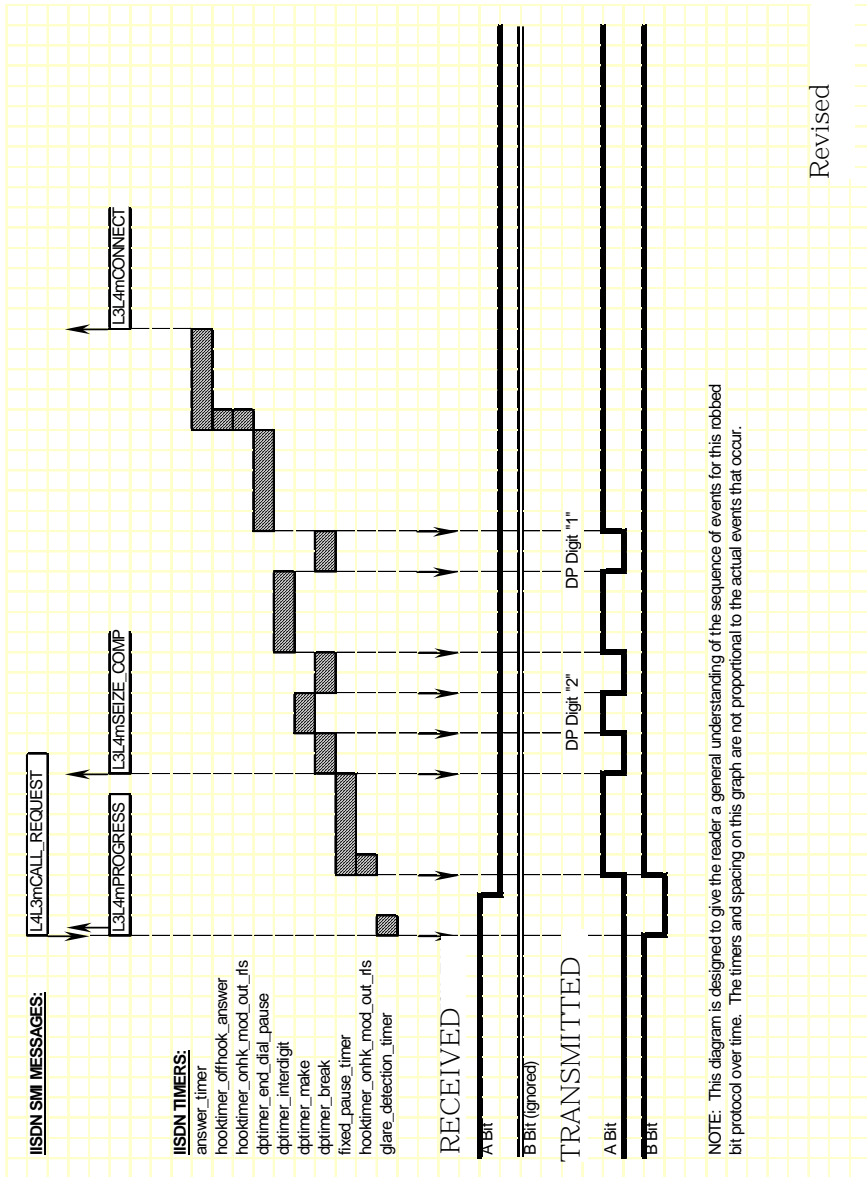 IISDN SMI MESSAGES:
L4L3mCALL_REQUEST
L3L4mPROGRESS
L3L4mSEIZE_COMP
L3L4mCONNECT
IISDN TIMERS:
answer_timer
hooktimer_offhook_answer
hooktimer_onhk_mod_out_rls
dptimer_end_dial_pause
dptimer_interdigit
dptimer_make
dptimer_break
fixed_pause_timer
hooktimer_onhk_mod_out_rls
glare_detection_timer
RECEIVED
A Bit
B Bit (ignored)
TRANSMITTED
DP Digit "2"
DP Digit "1"
A Bit
B Bit
NOTE: This diagram is designed to give the reader a general understanding of the sequence of events for this robbed
bit protocol over time. The timers and spacing on this graph are not proportional to the actual events that occur.
Revised